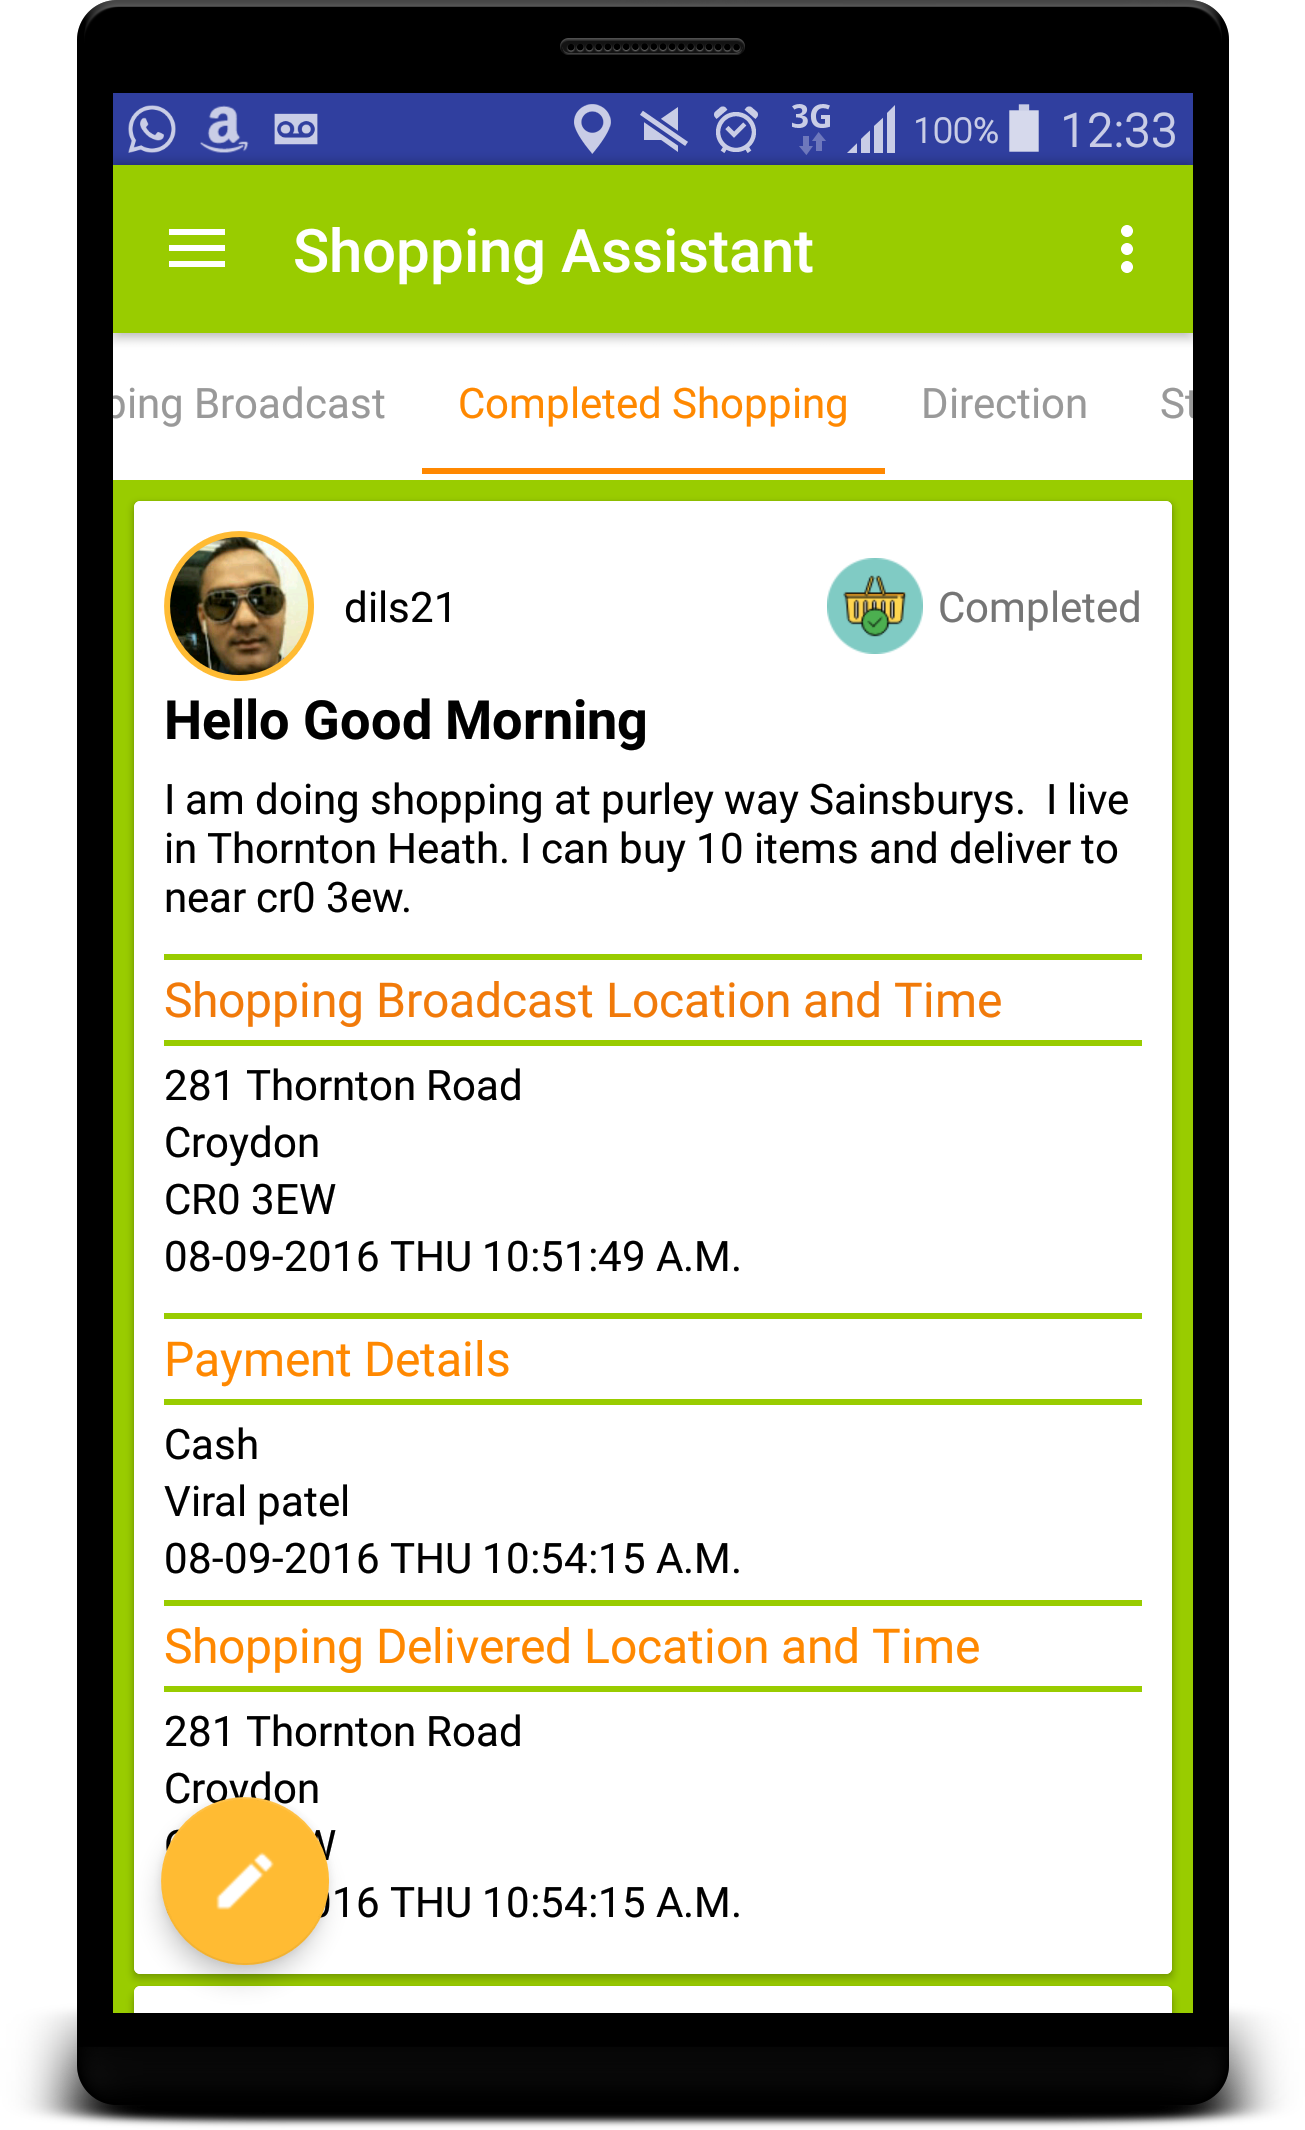 3G 100% 12:33
Shopping Assistant
ping Broadcast Completed Shopping Direction St
dils21 Completed
Hello Good Morning
I am doing shopping at purley way Sainsburys. I live
in Thornton Heath. I can buy 10 items and deliver to
near cr0 3ew.
Shopping Broadcast Location and Time
281 Thornton Road
Croydon
CR0 3EW
08-09-2016 THU 10:51:49 A.M.
Payment Details
Cash
Viral patel
08-09-2016 THU 10:54:15 A.M.
Shopping Delivered Location and Time
281 Thornton Road
Croydon
16 THU 10:54:15 A.M.